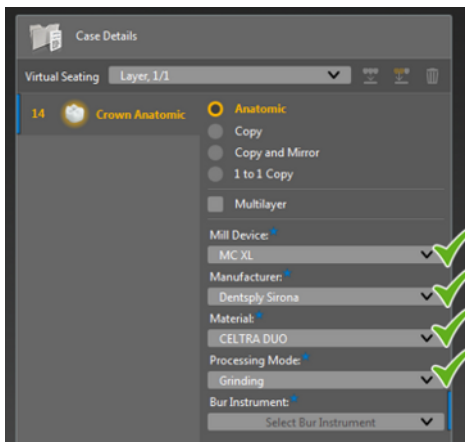 Case Details
Virtual Seating Layer, 1/1
14 Crown Anatomic
Anatomic
Copy
Copy and Mirror
1 to 1 Copy
Multilayer
Mill Device:*
MC XL
Manufacturer:*
Dentsply Sirona
Material:*
CELTRA DUO
Processing Mode:*
Grinding
Bur Instrument:*
Select Bur Instrument